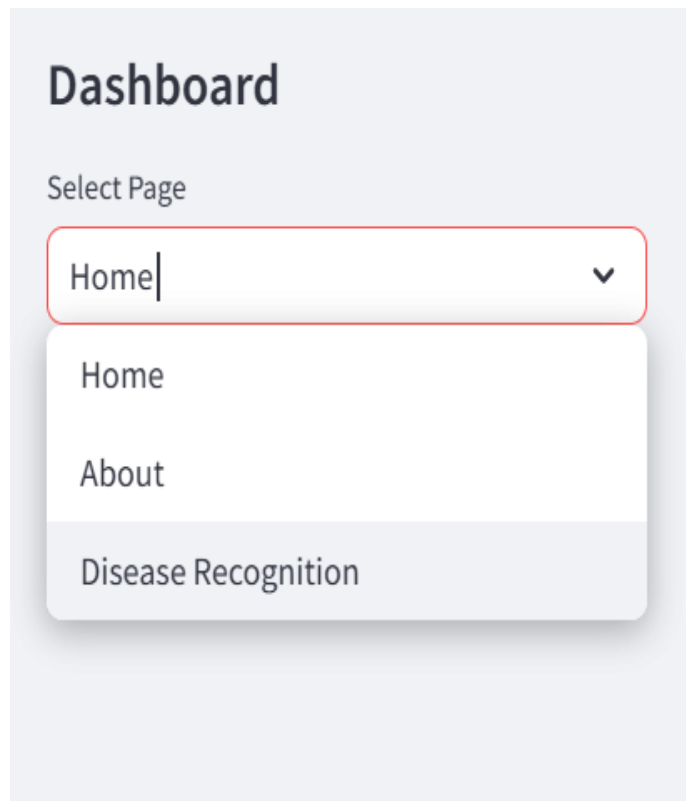 Dashboard
Select Page
Home
Home
About
Disease Recognition